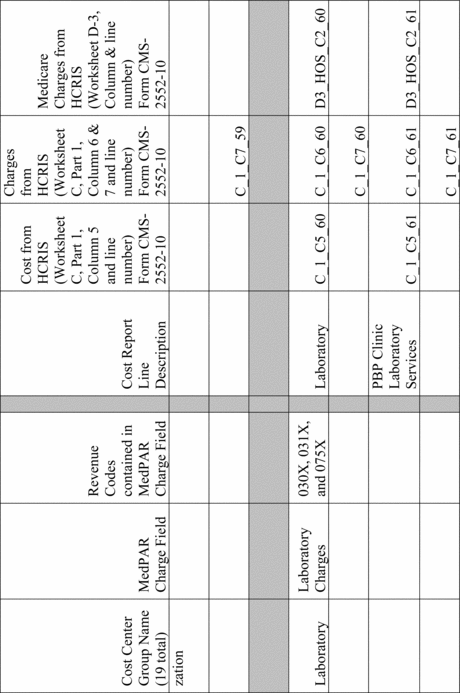 Cost Center
Group Name
(19 total)
MedPAR
Charge Field
Revenue
Codes
contained in
MedPAR
Charge Field
Cost Report
Line
Description
Cost from
HCRIS
(Worksheet
C, Part 1,
Column 5
and line
number)
Form CMS-
2552-10
Charges
from
HCRIS
(Worksheet
C, Part 1,
Column 6 &
7 and line
number)
Form CMS-
2552-10
Medicare
Charges from
HCRIS
(Worksheet D-3,
Column & line
number)
Form CMS-
2552-10
zation
C_1_C7_59
Laboratory
Laboratory
Charges
030X, 031X,
and 075X
Laboratory
C_1_C5_60
C_1_C6_60
D3_HOS_C2_60
C_1_C7_60
PBP Clinic
Laboratory
Services
C_1_C5_61
C_1_C6_61
D3_HOS_C2_61
C_1_C7_61